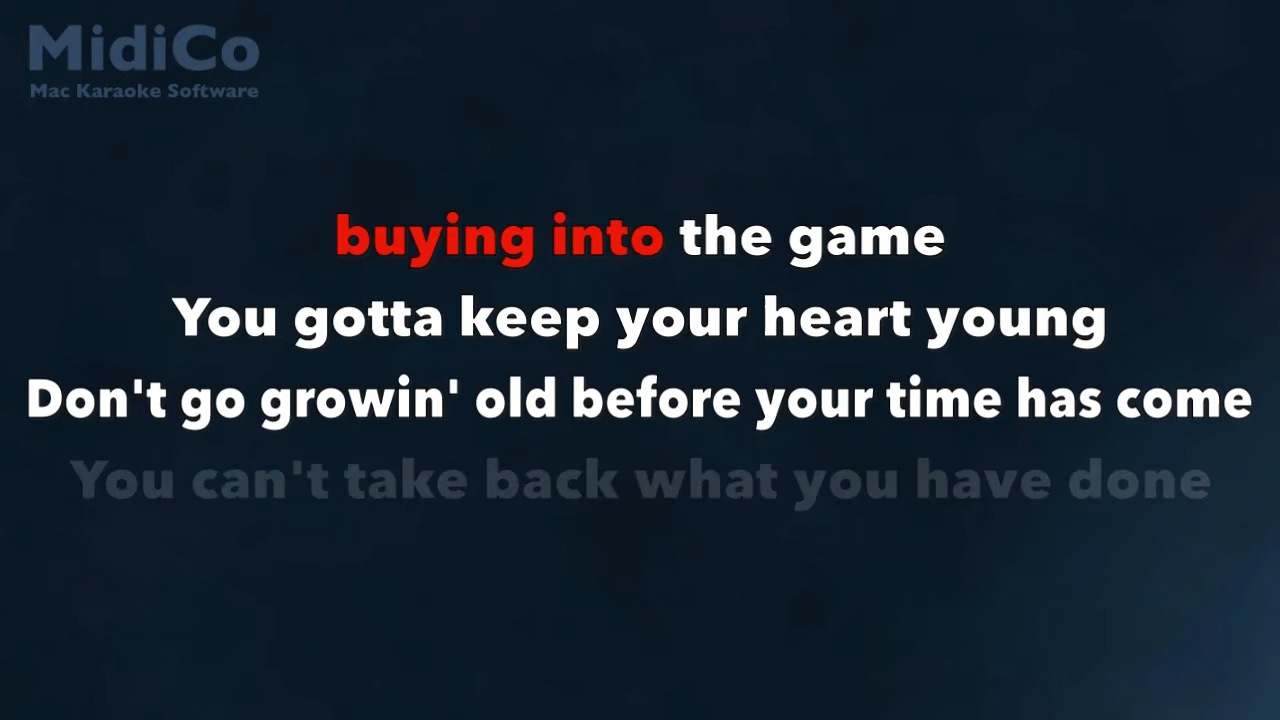 MidiCo
Mac Karaoke Software
buying into the game
You gotta keep your heart young
Don't go growin' old before your time has come
You can't take back what you have done